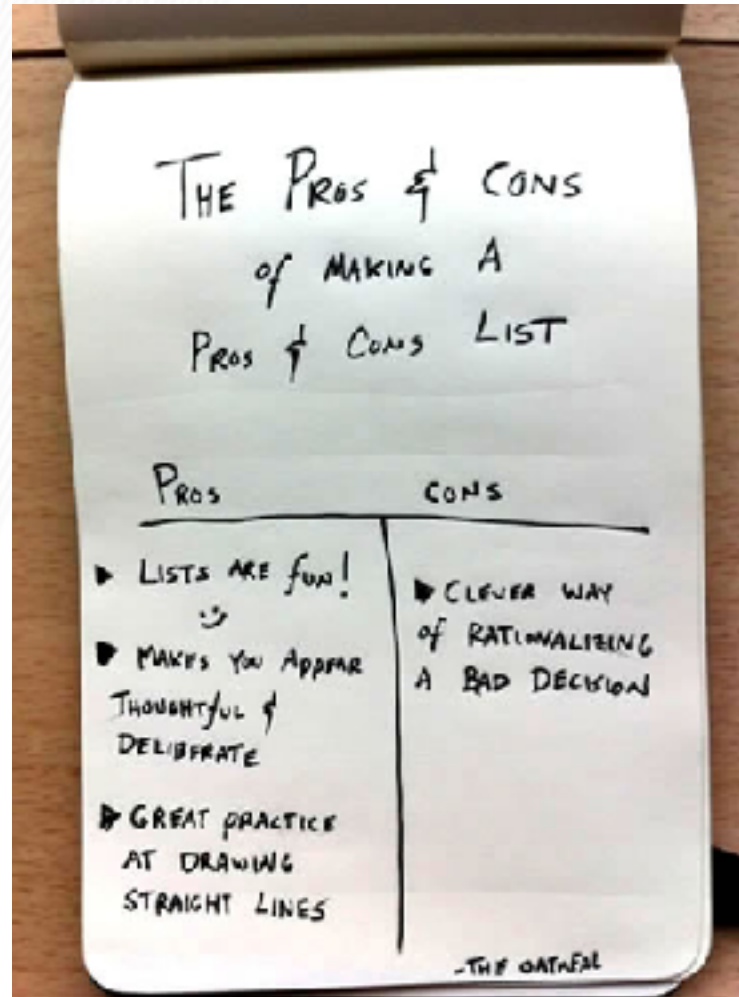 THE PROS & CONS
of MAKING A
PROS & CONS LIST
PROS
CONS
LISTS ARE fun!
MAKES YOU APPEAR
THOUGHTfUL &
DELIBERATE
GREAT PRACTICE
AT DRAWING
STRAIGHT LINES
CLEVER WAY
of RATIONALIZING
A BAD DECISION
-THE OATMEAL